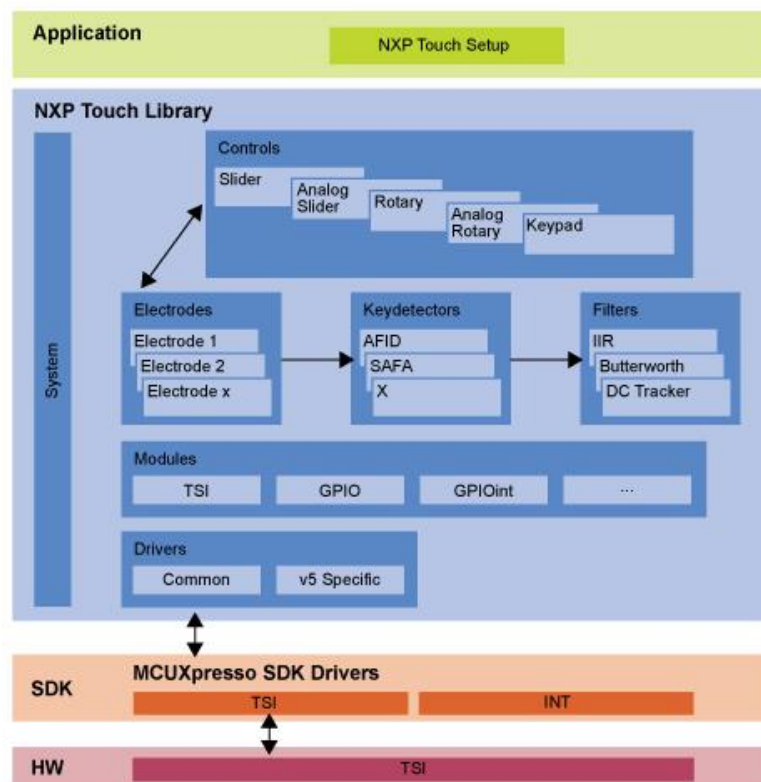 Application
NXP Touch Setup
NXP Touch Library
System
Controls
Slider
Analog
Slider
Rotary
Analog
Rotary
Keypad
Electrodes
Electrode 1
Electrode 2
Electrode x
Keydetectors
AFID
SAFA
X
Filters
IIR
Butterworth
DC Tracker
Modules
TSI
GPIO
GPIOint
...
Drivers
Common
v5 Specific
SDK
MCUXpresso SDK Drivers
TSI
INT
HW
TSI